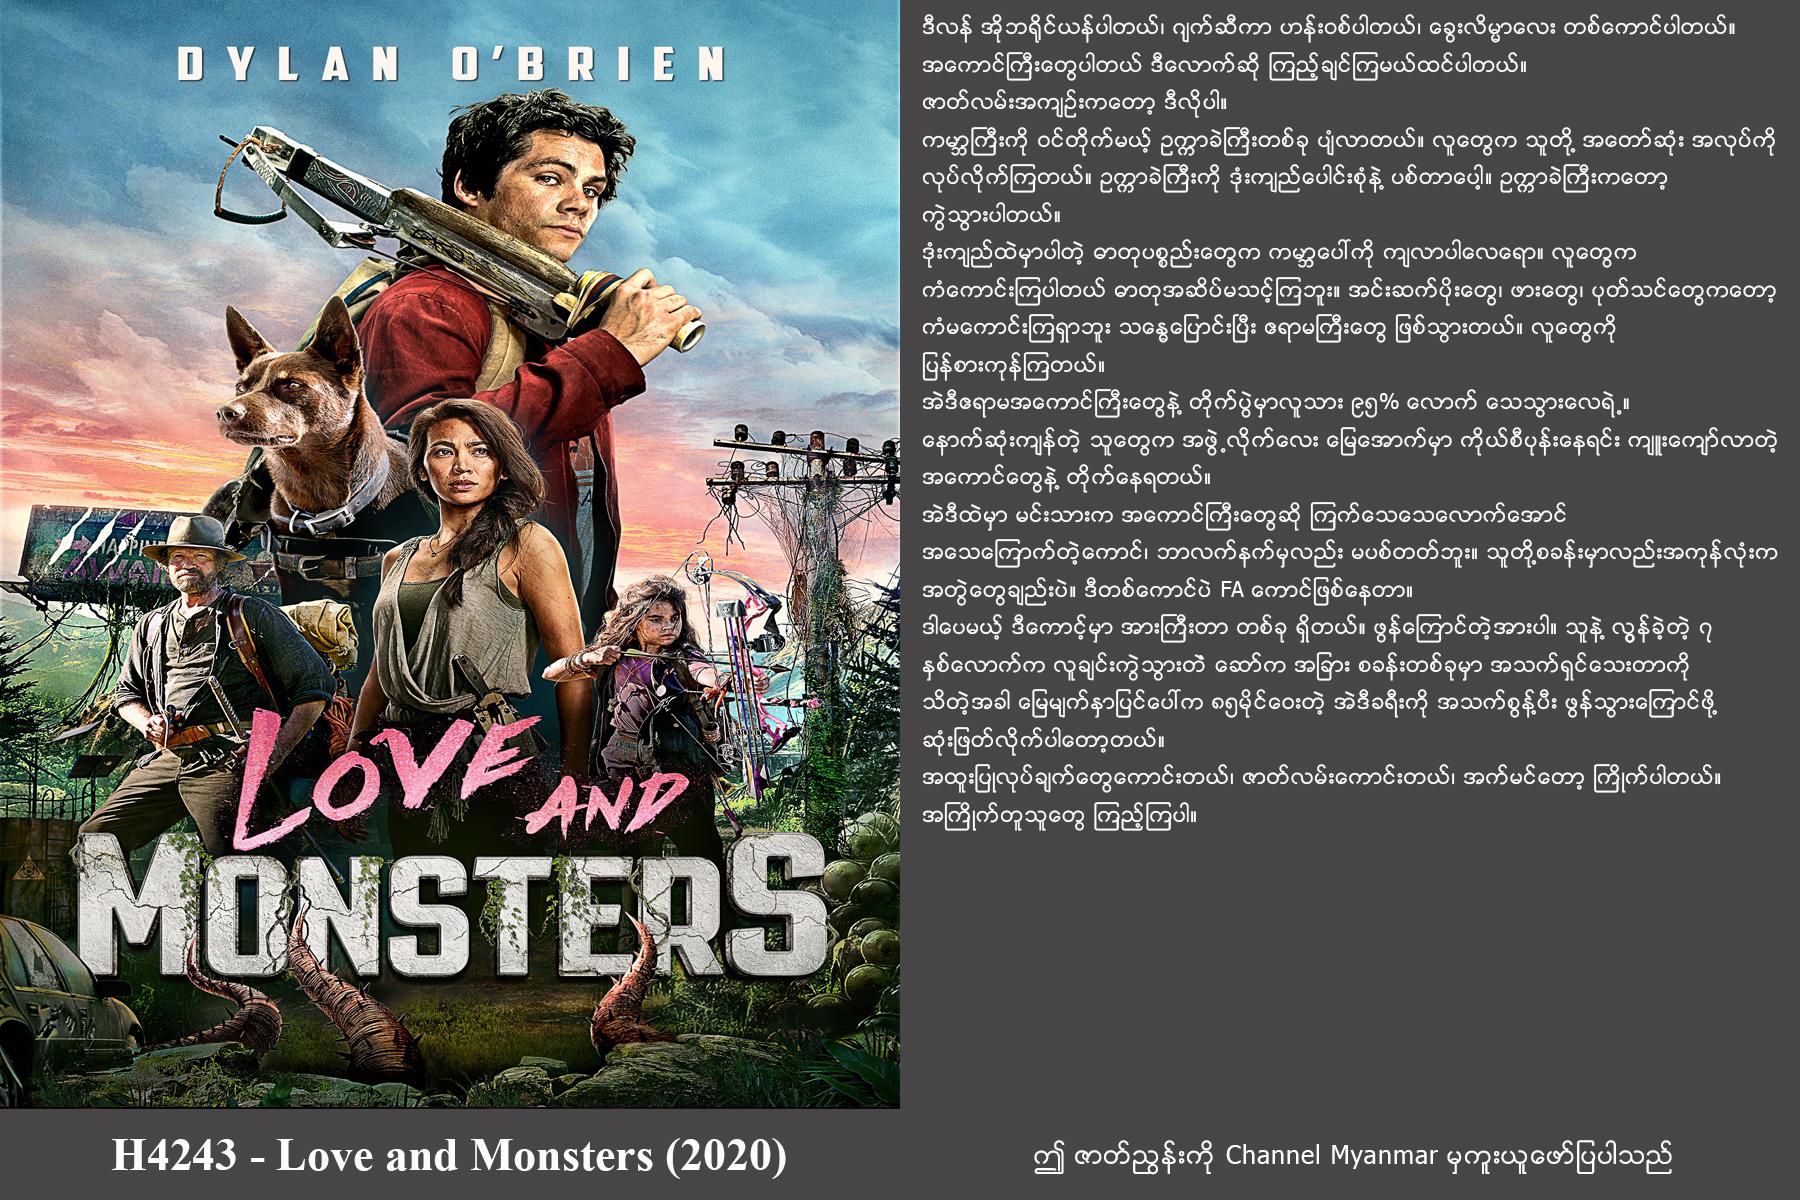 DYLAN O'BRIEN
HAPPINE
AWAI
LOVE AND
MONSTERS
H4243 - Love and Monsters (2020)
ဒီလန် အိုဘရိုင်ယန်ပါတယ်၊ ဂျက်ဆီကာ ဟန်းဝစ်ပါတယ်၊ ခွေးလိမ္မာလေး တစ်ကောင်ပါတယ်။
အကောင်ကြီးတွေပါတယ် ဒီလောက်ဆို ကြည့်ချင်ကြမယ်ထင်ပါတယ်။
ဇာတ်လမ်းအကျဉ်းကတော့ ဒီလိုပါ။
ကမ္ဘာကြီးကို ဝင်တိုက်မယ့် ဥက္ကာခဲကြီးတစ်ခု ပျံလာတယ်။ လူတွေက သူတို့ အတော်ဆုံး အလုပ်ကို
လုပ်လိုက်ကြတယ်။ ဥက္ကာခဲကြီးကို ဒုံးကျည်ပေါင်းစုံနဲ့ ပစ်တာပေါ့။ ဥက္ကာခဲကြီးကတော့
ကွဲသွားပါတယ်။
ဒုံးကျည်ထဲမှာပါတဲ့ ဓာတုပစ္စည်းတွေက ကမ္ဘာပေါ်ကို ကျလာပါလေရော။ လူတွေက
ကံကောင်းကြပါတယ် ဓာတုအဆိပ်မသင့်ကြဘူး။ အင်းဆက်ပိုးတွေ၊ ဖားတွေ၊ ပုတ်သင်တွေကတော့
ကံမကောင်းကြရှာဘူး သန္ဓေပြောင်းပြီး ဧရာမကြီးတွေ ဖြစ်သွားတယ်။ လူတွေကို
ပြန်စားကုန်ကြတယ်။
အဲဒီဧရာမအကောင်ကြီးတွေနဲ့ တိုက်ပွဲမှာလူသား ၉၅% လောက် သေသွားလေရဲ့။
နောက်ဆုံးကျန်တဲ့ သူတွေက အဖွဲ့လိုက်လေး မြေအောက်မှာ ကိုယ်စီပုန်းနေရင်း ကျူးကျော်လာတဲ့
အကောင်တွေနဲ့ တိုက်နေရတယ်။
အဲဒီထဲမှာ မင်းသားက အကောင်ကြီးတွေဆို ကြက်သေသေလောက်အောင်
အသေကြောက်တဲ့ကောင်၊ ဘာလက်နက်မှလည်း မပစ်တတ်ဘူး။ သူတို့စခန်းမှာလည်းအကုန်လုံးက
အတွဲတွေချည်းပဲ။ ဒီတစ်ကောင်ပဲ FA ကောင်ဖြစ်နေတာ။
ဒါပေမယ့် ဒီကောင့်မှာ အားကြီးတာ တစ်ခု ရှိတယ်။ ဖွန်ကြောင်တဲ့အားပါ။ သူနဲ့ လွန်ခဲ့တဲ့ ၇
နှစ်လောက်က လူချင်းကွဲသွားတဲ ဆော်က အခြား စခန်းတစ်ခုမှာ အသက်ရှင်သေးတာကို
သိတဲ့အခါ မြေမျက်နှာပြင်ပေါ်က ၈၅မိုင်ဝေးတဲ့ အဲဒီခရီးကို အသက်စွန့်ပီး ဖွန်သွားကြောင်ဖို့
ဆုံးဖြတ်လိုက်ပါတော့တယ်။
အထူးပြုလုပ်ချက်တွေကောင်းတယ်၊ ဇာတ်လမ်းကောင်းတယ်၊ အက်မင်တော့ ကြိုက်ပါတယ်။
အကြိုက်တူသူတွေ ကြည့်ကြပါ။
ဤ ဇာတ်ညွှန်းကို Channel Myanmar မှကူးယူဖော်ပြပါသည်